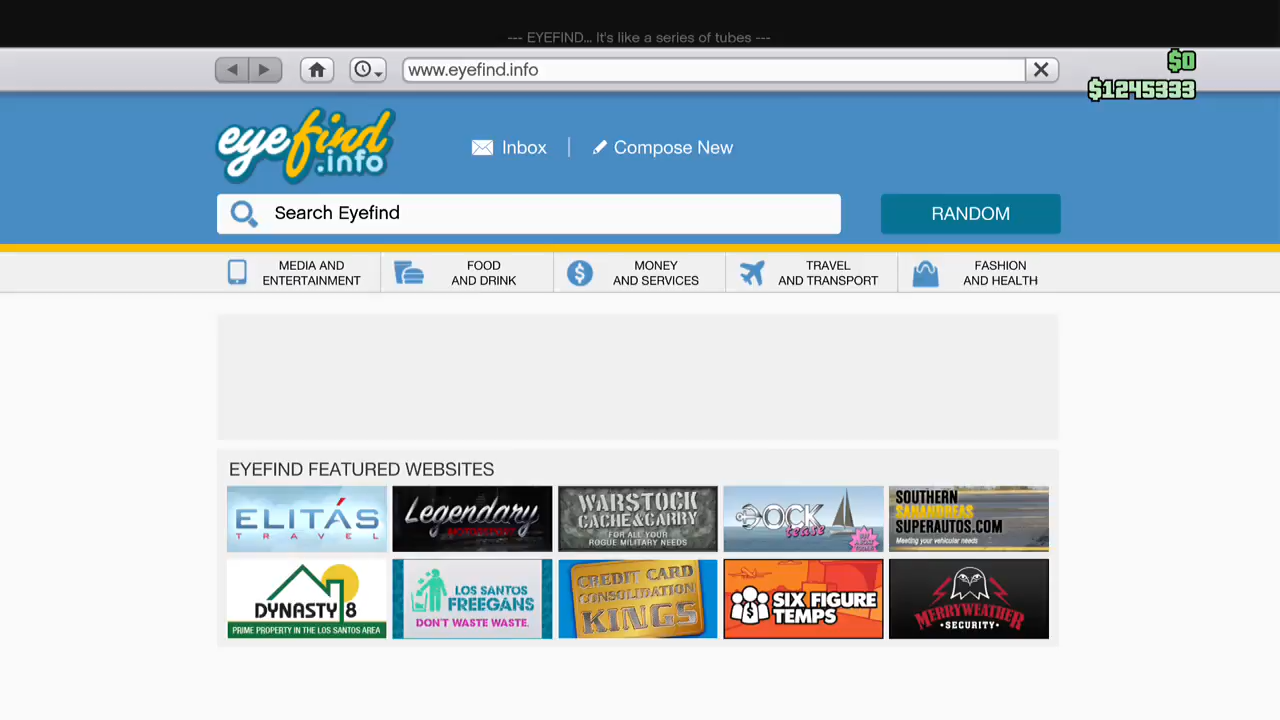 --- EYEFIND... It's like a series of tubes ---
www.eyefind.info
$0
$1245333
eyefind
.info
Inbox
Compose New
Search Eyefind
RANDOM
MEDIA AND
ENTERTAINMENT
FOOD
AND DRINK
MONEY
AND SERVICES
TRAVEL
AND TRANSPORT
FASHION
AND HEALTH
EYEFIND FEATURED WEBSITES
ELITÁS
TRAVEL
Legendary
MOTORSPORT
WARSTOCK
CACHE&CARRY
FOR ALL YOUR
ROGUE MILITARY NEEDS
DOCK
tease
SOUTHERN
SANANDREAS
SUPERAUTOS.COM
Meeting your vehicular needs
DYNASTY 8
PRIME PROPERTY IN THE LOS SANTOS AREA
LOS SANTOS
FREEGANS
DON'T WASTE WASTE.
CREDIT CARD
CONSOLIDATION
KINGS
SIX FIGURE
TEMPS
MERRYWEATHER
SECURITY